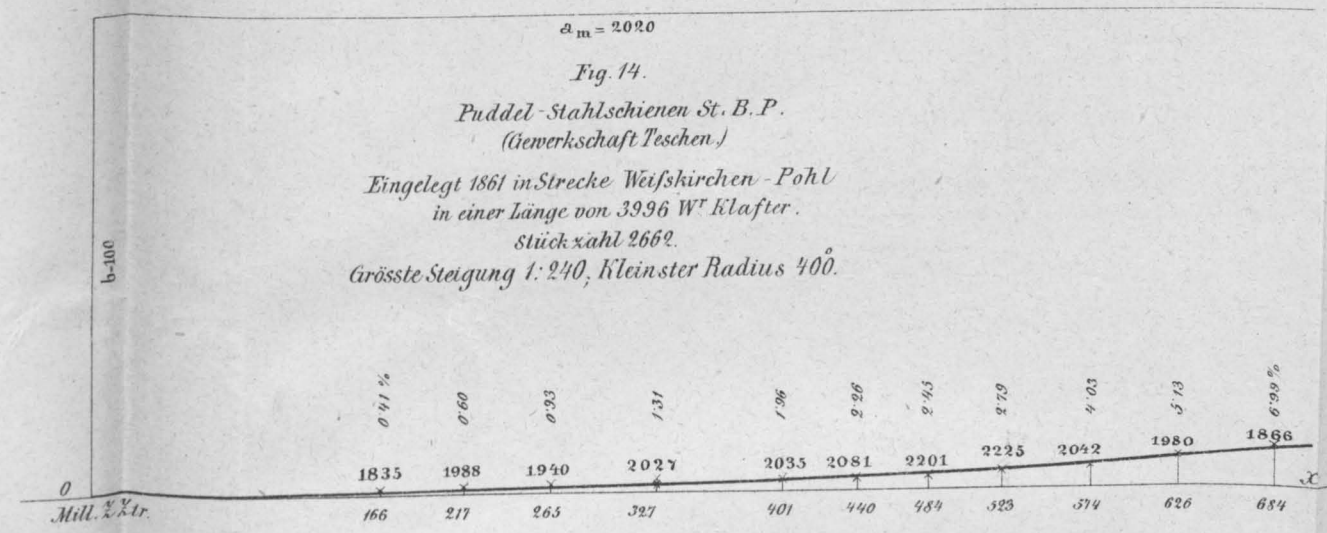 a m = 2020
Fig. 14.
Puddel-Stahlschienen St. B. P.
(Gewerkschaft Teschen)
Eingelegt 1861 in Strecke Weißkirchen - Pohl
in einer Länge von 3996 Wr Klafter.
Stückzahl 2662.
Grösste Steigung 1:240, Kleinster Radius 400°.
b=100
0·41 % 0·60 0·93 1·31 1·96 2·26 2·45 2·79 4·03 5·13 6·99 %
1835 1988 1940 2027 2035 2081 2201 2225 2042 1980 1866
0 x
Mill. Z Ztr. 166 217 265 327 401 440 484 523 574 626 684